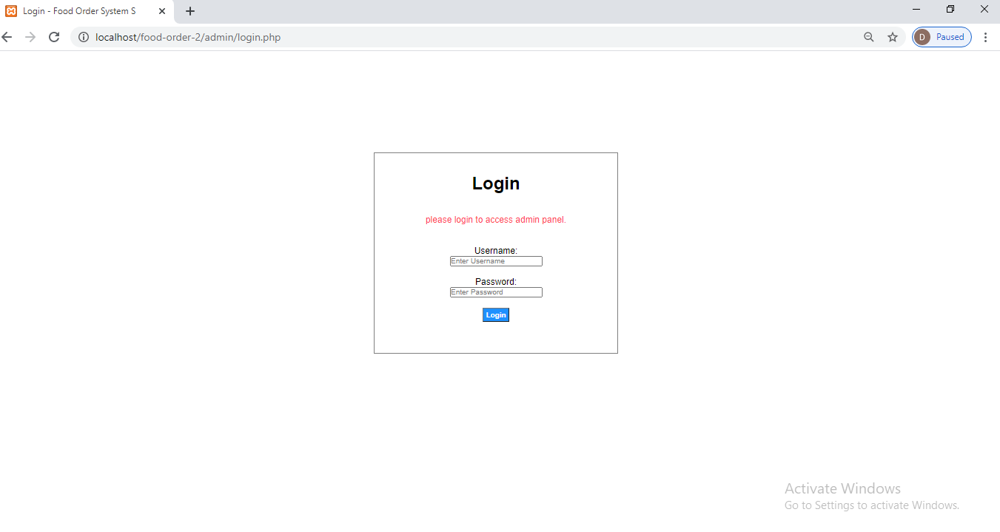 Login - Food Order System S
localhost/food-order-2/admin/login.php
D Paused
Login
please login to access admin panel.
Username:
Enter Username
Password:
Enter Password
Login
Activate Windows
Go to Settings to activate Windows.